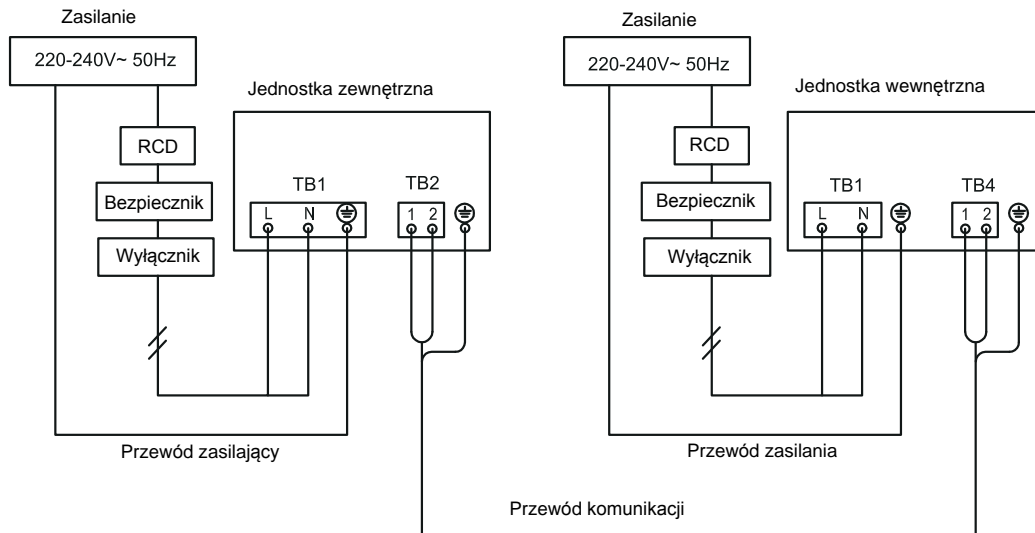 Zasilanie
220-240V~ 50Hz
Jednostka zewnętrzna
RCD
Bezpiecznik
Wyłącznik
TB1
TB2
L N
1 2
Przewód zasilający
Zasilanie
220-240V~ 50Hz
Jednostka wewnętrzna
RCD
Bezpiecznik
Wyłącznik
TB1
TB4
L N
1 2
Przewód zasilania
Przewód komunikacji